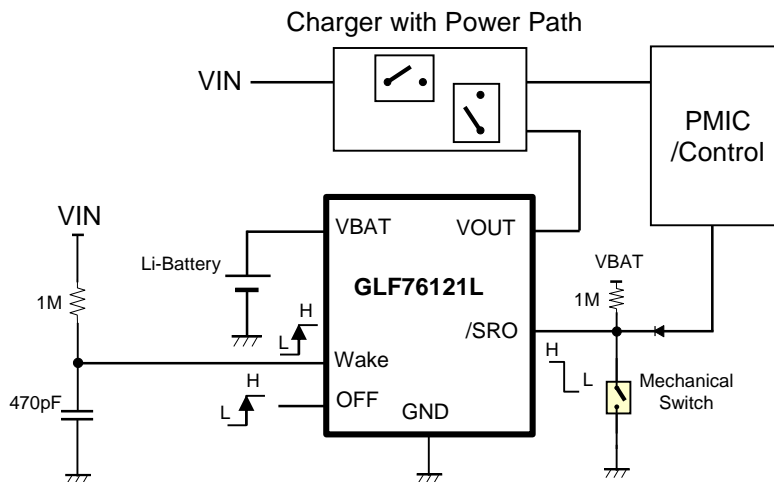 Charger with Power Path
VIN
PMIC
/Control
VIN
1M
470pF
Li-Battery
VBAT
VOUT
GLF76121L
/SRO
Wake
OFF
GND
L
H
L
H
VBAT
1M
H
L
Mechanical
Switch